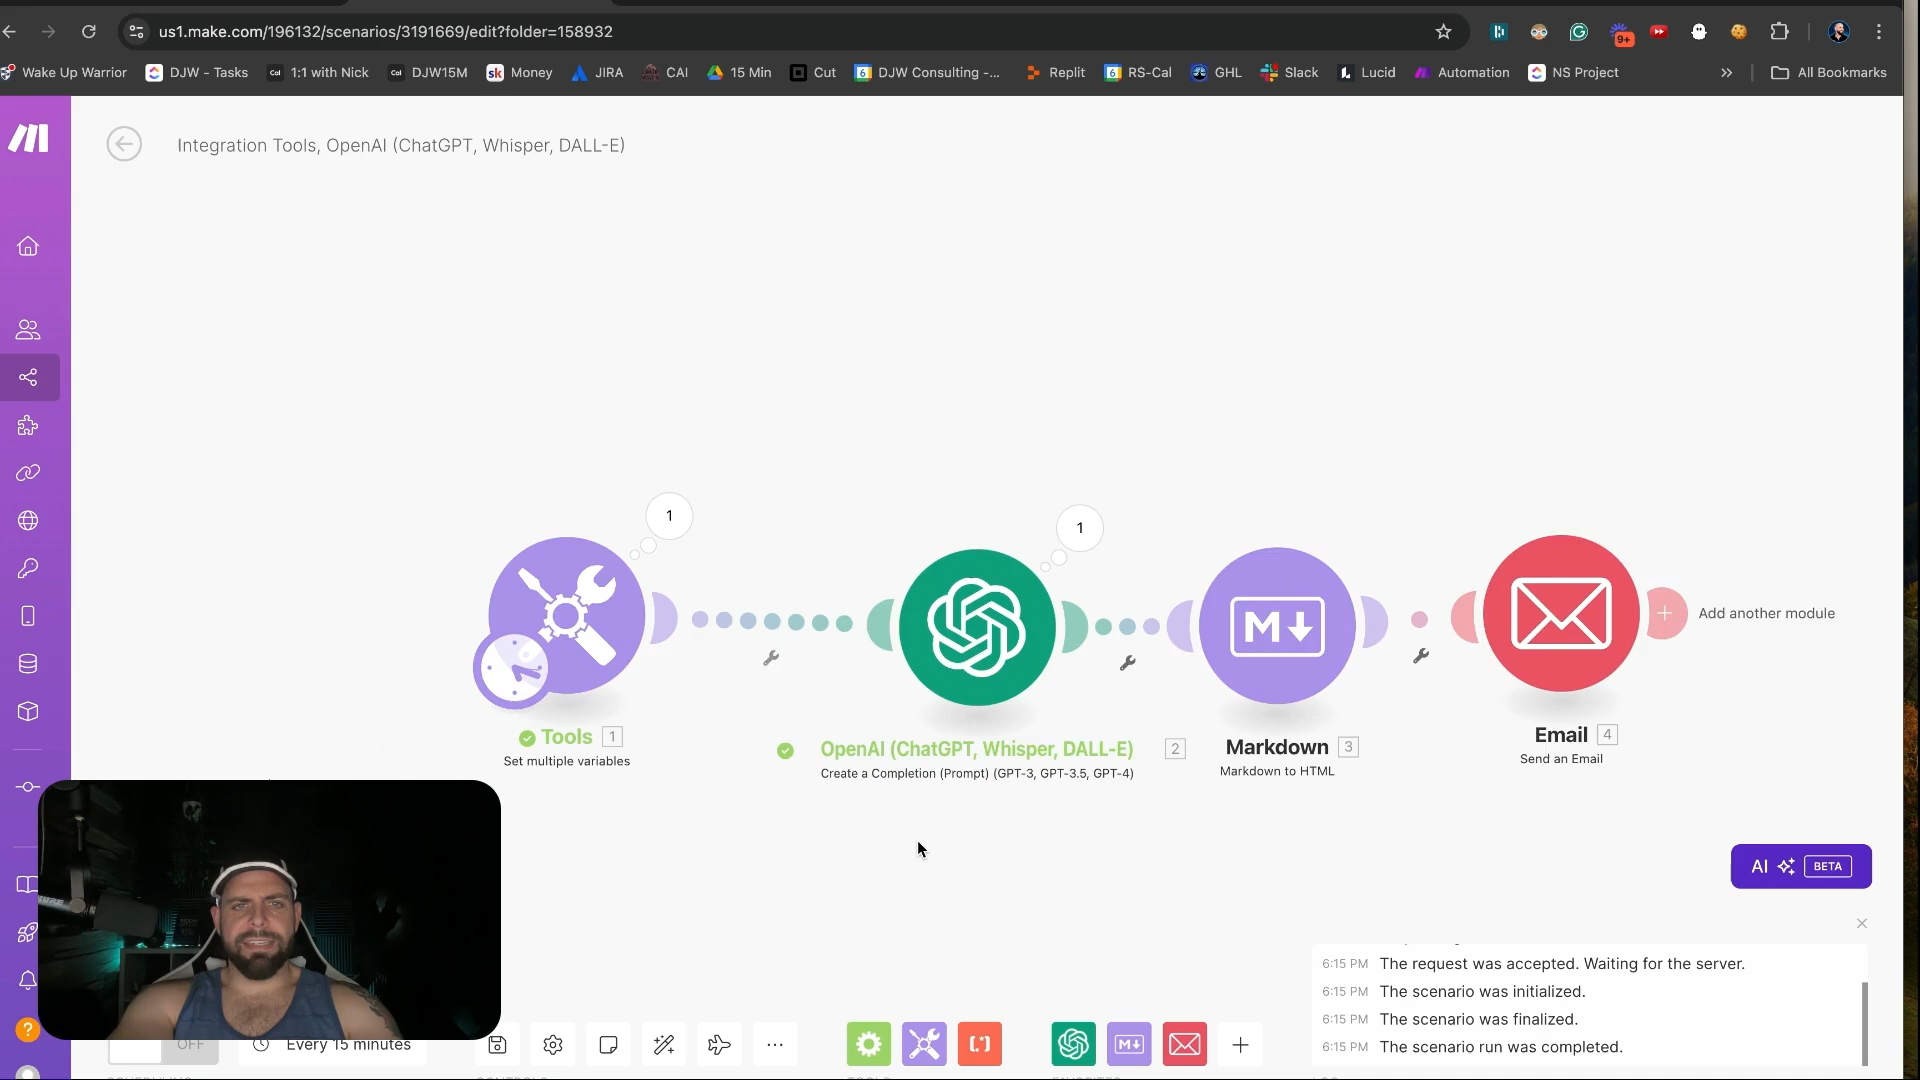 us1.make.com/196132/scenarios/3191669/edit?folder=158932
9+
Wake Up Warrior
DJW - Tasks
Col
1:1 with Nick
Col
DJW15M
sk
Money
JIRA
CAI
15 Min
Cut
6
DJW Consulting -...
Replit
6
RS-Cal
GHL
Slack
Lucid
Automation
NS Project
All Bookmarks
Integration Tools, OpenAI (ChatGPT, Whisper, DALL-E)
1
1
M
Add another module
Tools 1
Set multiple variables
OpenAI (ChatGPT, Whisper, DALL-E) 2
Create a Completion (Prompt) (GPT-3, GPT-3.5, GPT-4)
Markdown 3
Markdown to HTML
Email 4
Send an Email
AI BETA
6:15 PM The request was accepted. Waiting for the server.
6:15 PM The scenario was initialized.
6:15 PM The scenario was finalized.
6:15 PM The scenario run was completed.
?
OFF
Every 15 minutes
[.*]
M